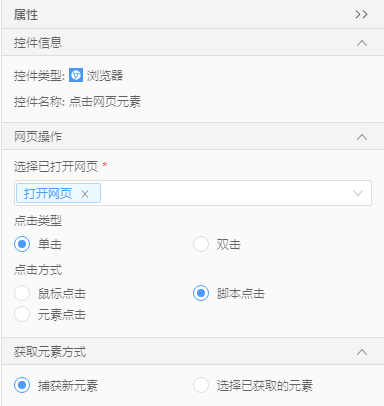 属性
控件信息
控件类型: 浏览器
控件名称: 点击网页元素
网页操作
选择已打开网页 *
打开网页 ×
点击类型
单击 双击
点击方式
鼠标点击 脚本点击
元素点击
获取元素方式
捕获新元素 选择已获取的元素